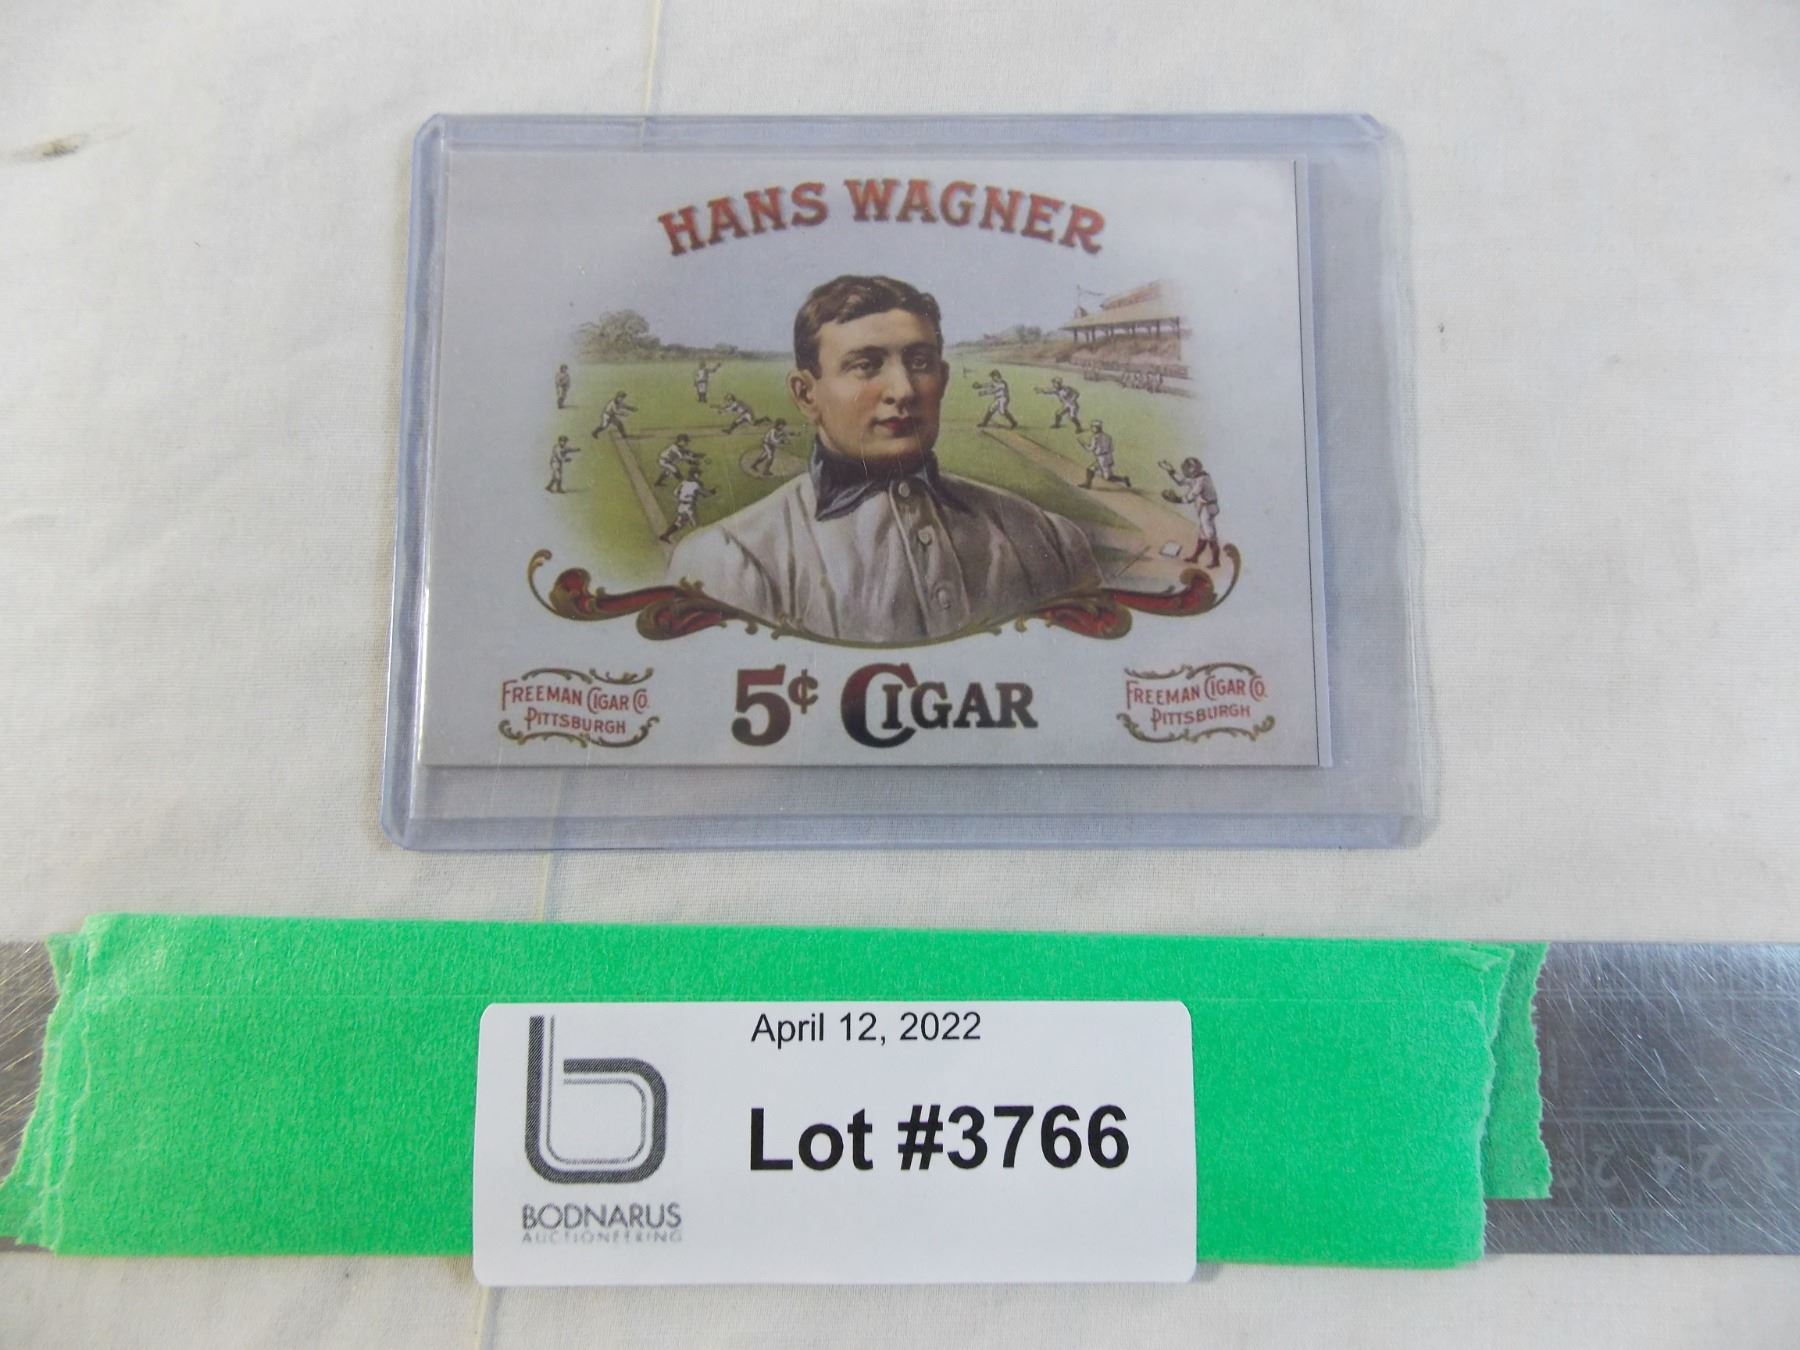 HANS WAGNER
FREEMAN CIGAR CO.
PITTSBURGH
5¢ CIGAR
FREEMAN CIGAR CO.
PITTSBURGH
April 12, 2022
Lot #3766
BODNARUS
AUCTIONEERING